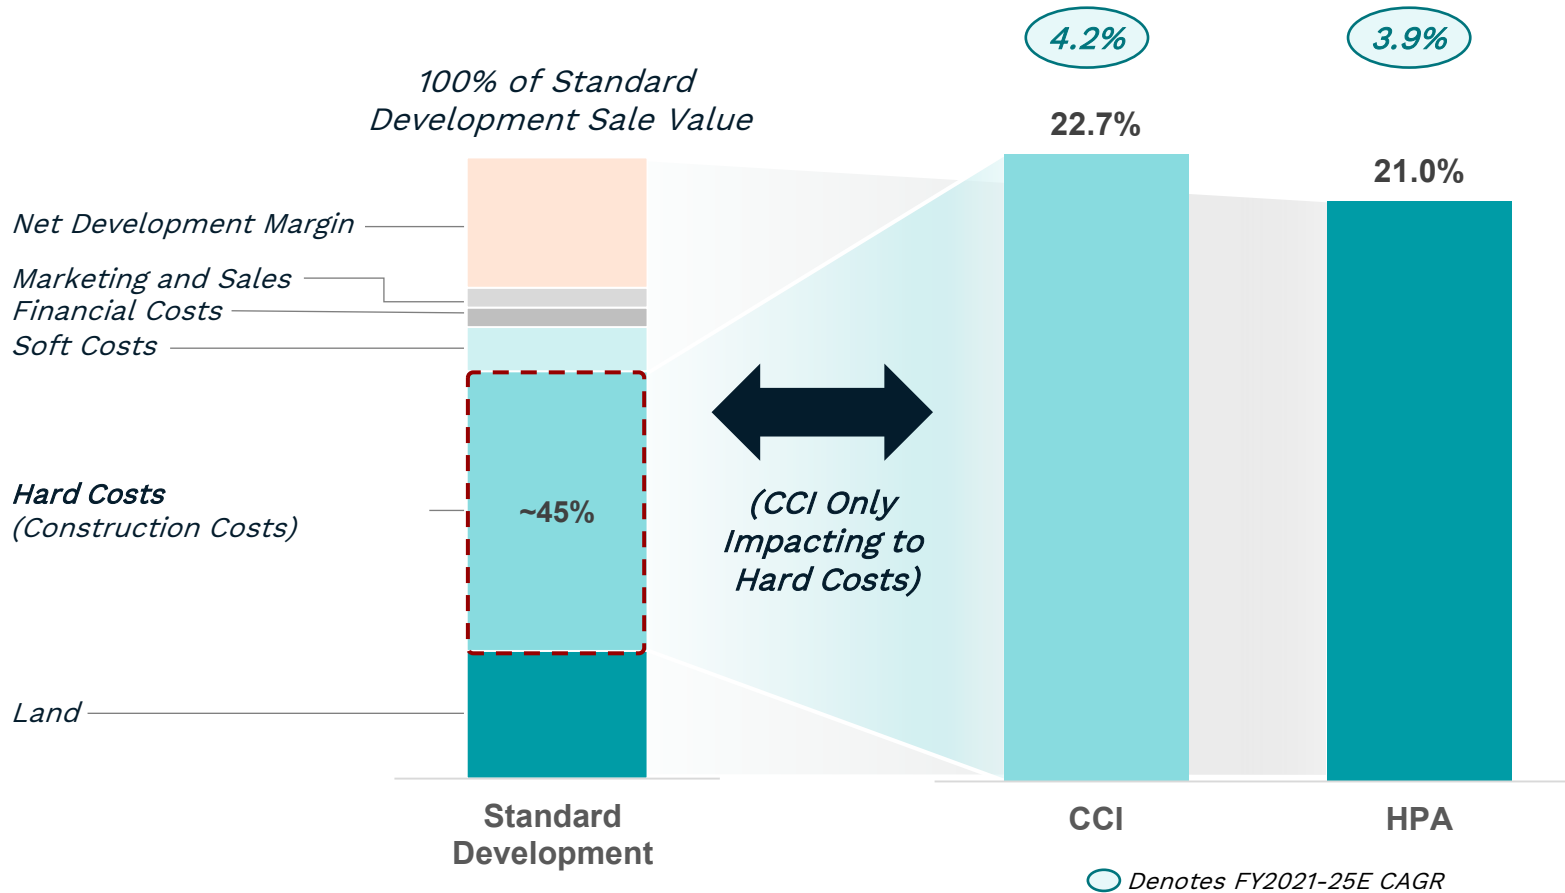 4.2%
3.9%
100% of Standard
Development Sale Value
22.7%
21.0%
Net Development Margin
Marketing and Sales
Financial Costs
Soft Costs
Hard Costs
(Construction Costs)
~45%
(CCI Only
Impacting to
Hard Costs)
Land
Standard
Development
CCI
HPA
Denotes FY2021-25E CAGR